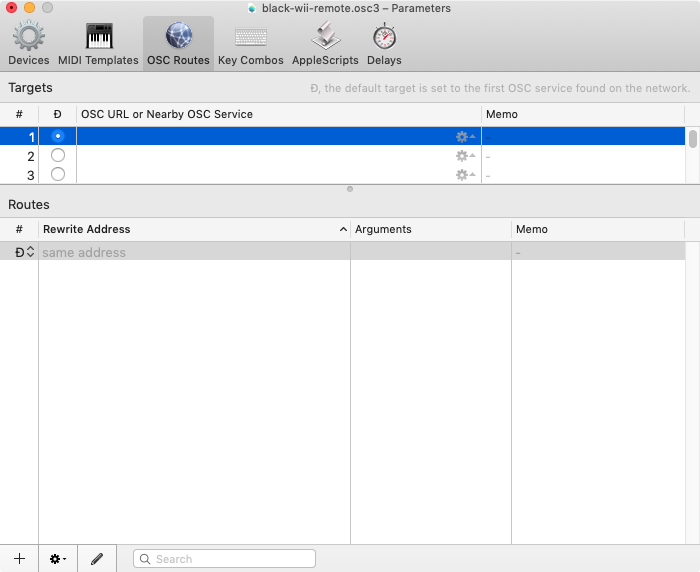 black-wii-remote.osc3 – Parameters
Devices MIDI Templates OSC Routes Key Combos AppleScripts Delays
Targets Đ, the default target is set to the first OSC service found on the network.
# Đ OSC URL or Nearby OSC Service Memo
1 -
2 -
3 -
Routes
# Rewrite Address Arguments Memo
Đ same address -
Search